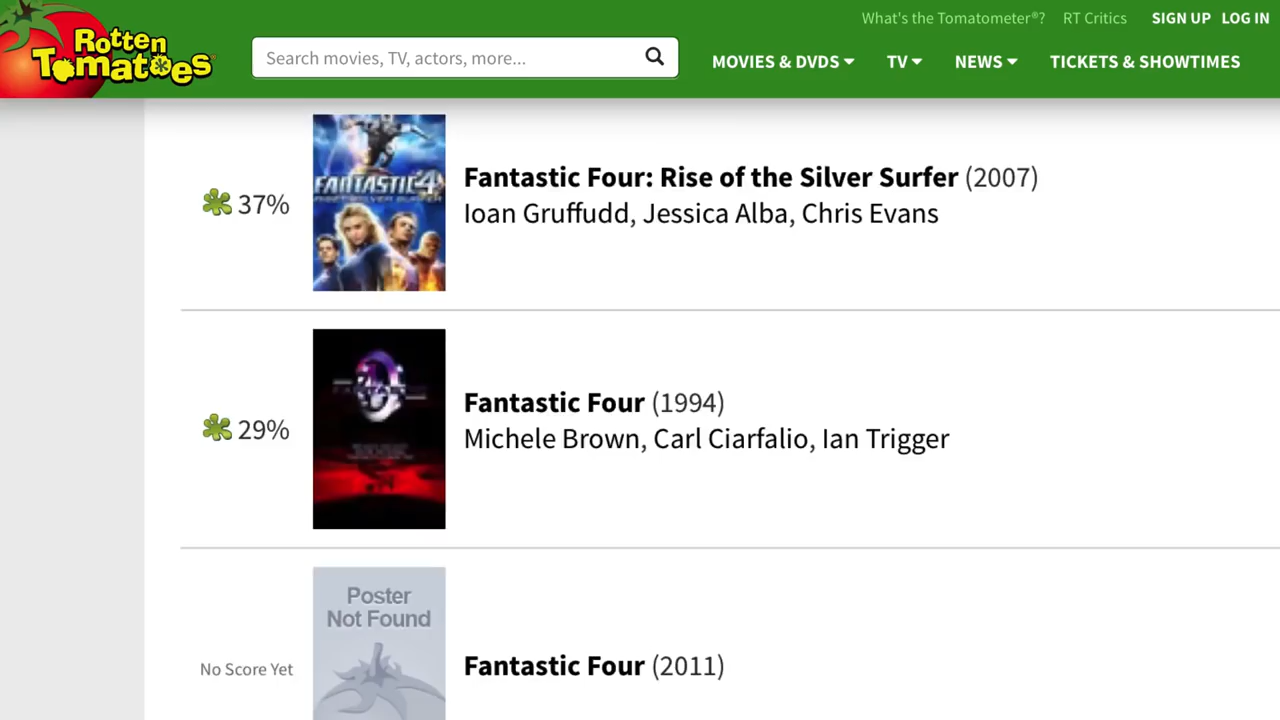 What's the Tomatometer®?
RT Critics
SIGN UP
LOG IN
Rotten
Tomatoes
Search movies, TV, actors, more...
MOVIES & DVDS
TV
NEWS
TICKETS & SHOWTIMES
37%
FANTASTIC 4
Fantastic Four: Rise of the Silver Surfer (2007)
Ioan Gruffudd, Jessica Alba, Chris Evans
29%
Fantastic Four (1994)
Michele Brown, Carl Ciarfalio, Ian Trigger
Poster
Not Found
No Score Yet
Fantastic Four (2011)